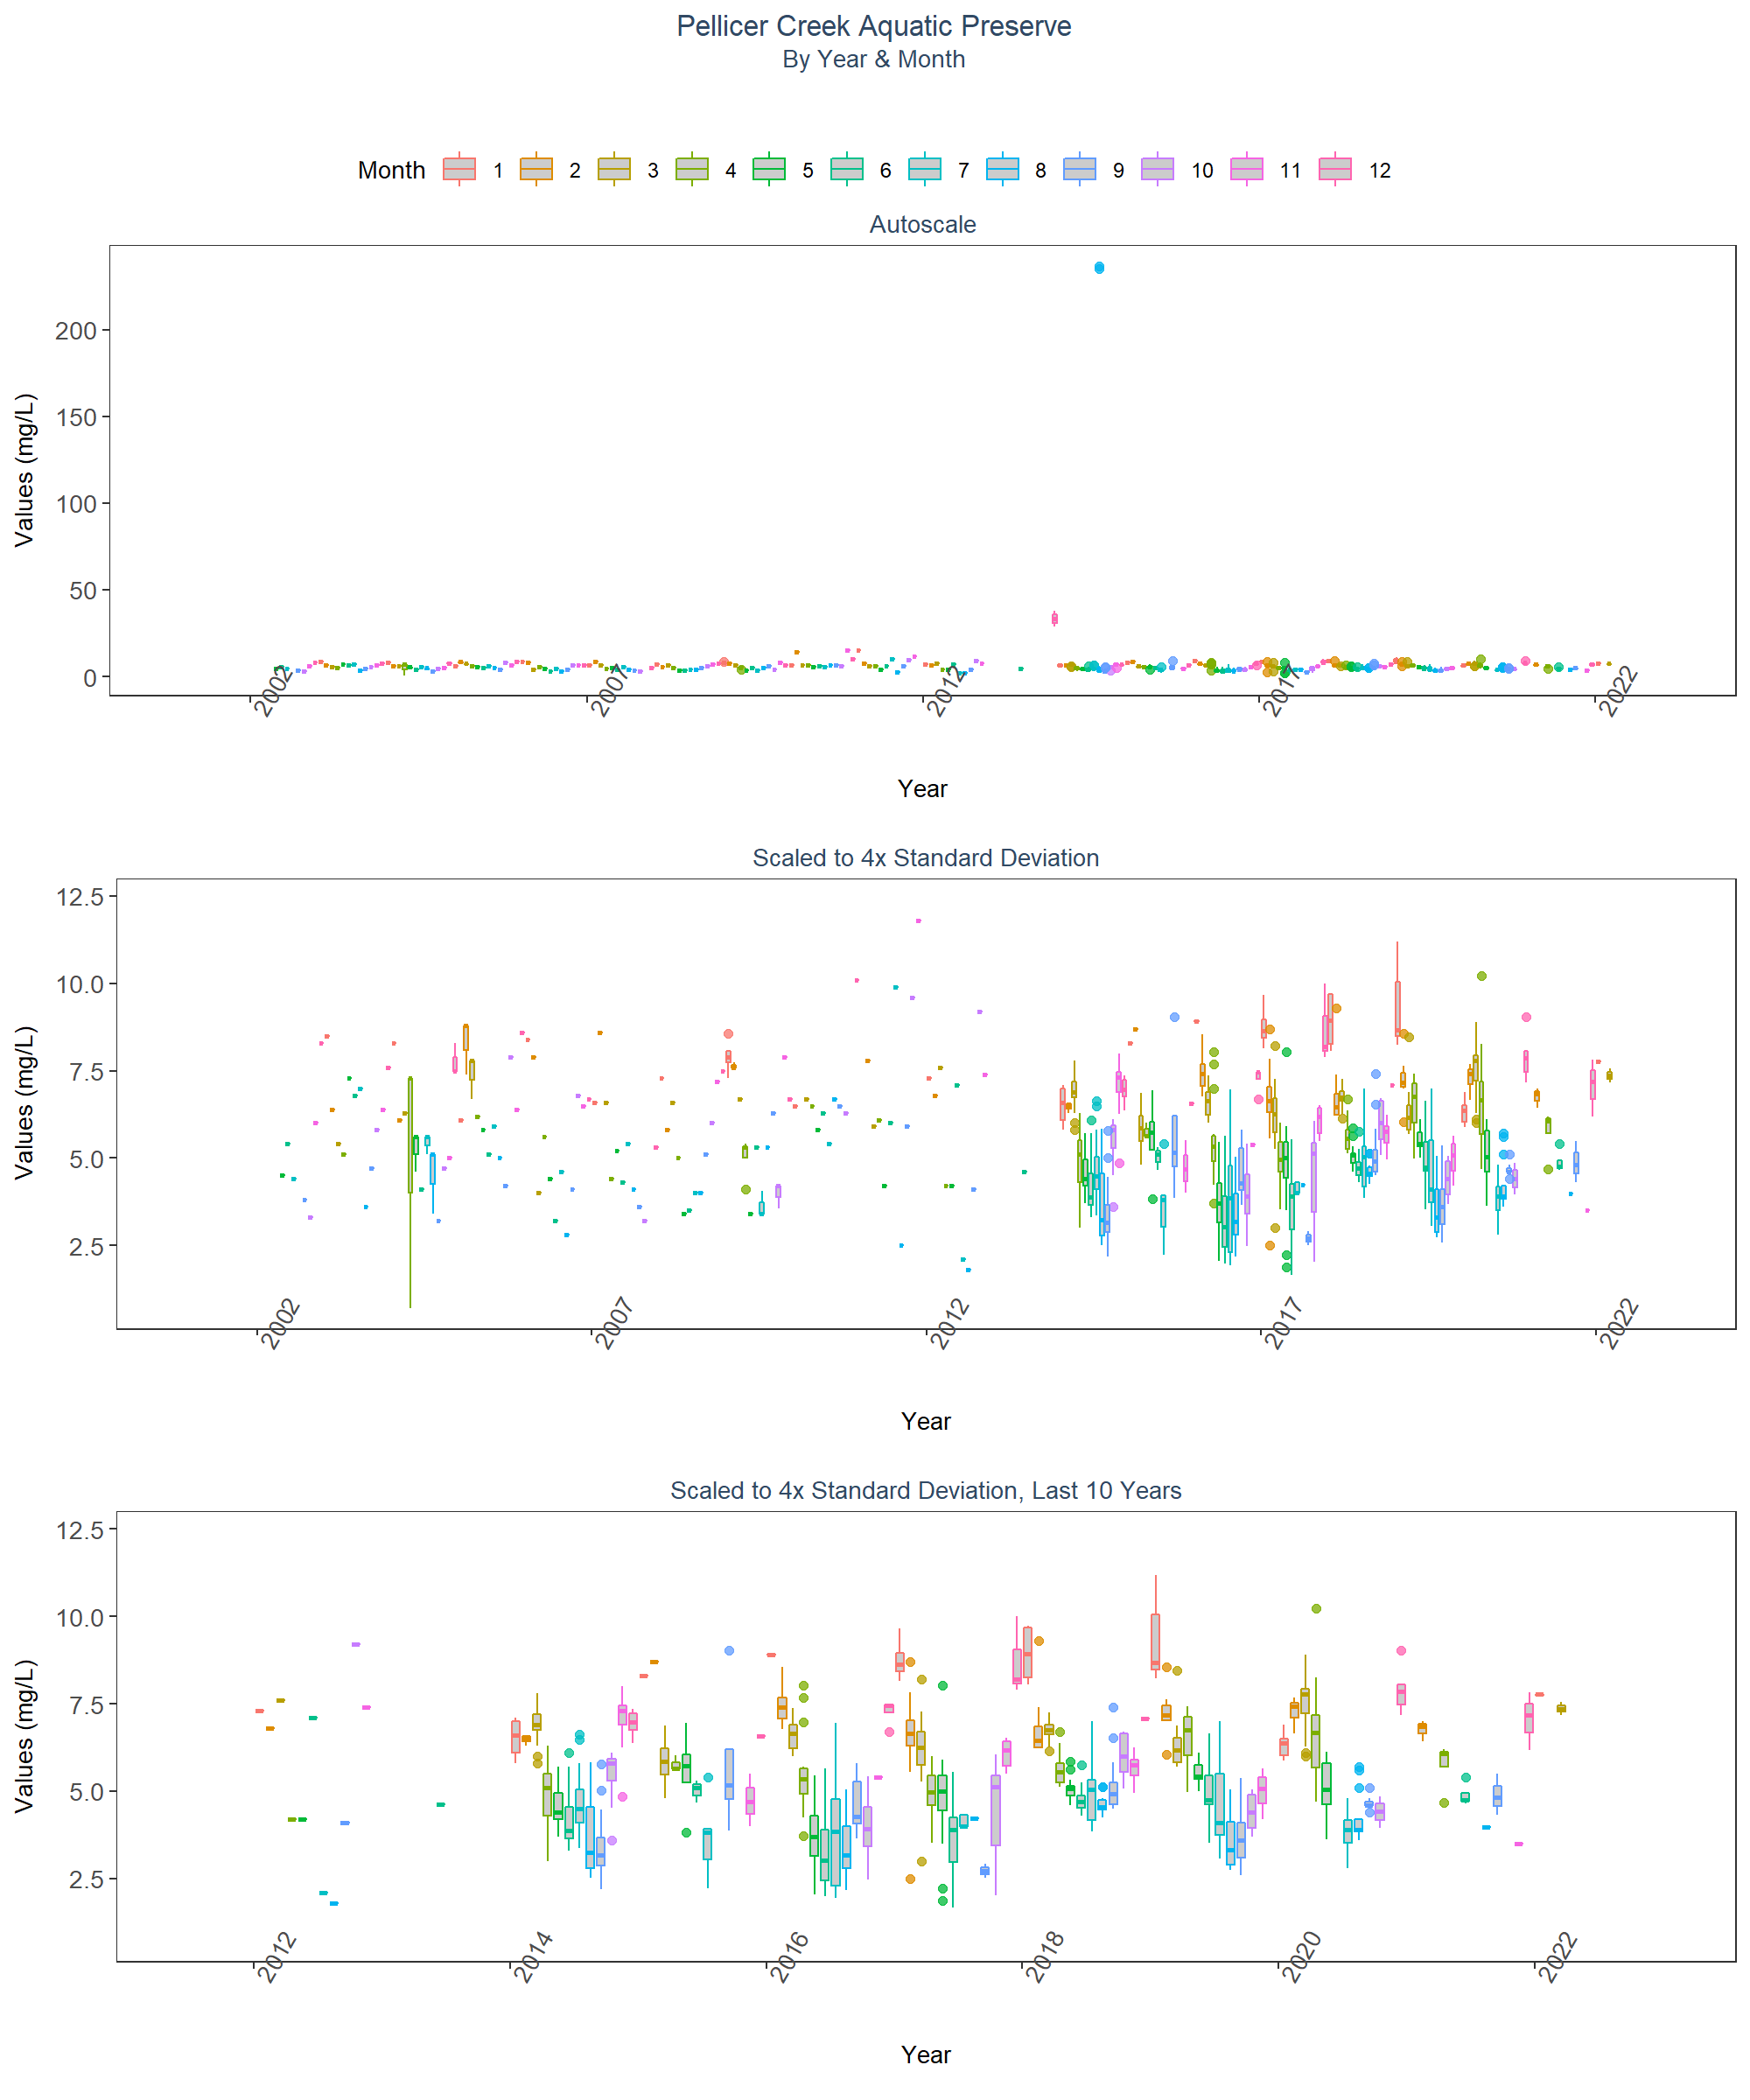 Pellicer Creek Aquatic Preserve
By Year & Month
Month 1 2 3 4 5 6 7 8 9 10 11 12
Autoscale
Values (mg/L)
200
150
100
50
0
2002 2007 2012 2017 2022
Year
Scaled to 4x Standard Deviation
Values (mg/L)
12.5
10.0
7.5
5.0
2.5
2002 2007 2012 2017 2022
Year
Scaled to 4x Standard Deviation, Last 10 Years
Values (mg/L)
12.5
10.0
7.5
5.0
2.5
2012 2014 2016 2018 2020 2022
Year